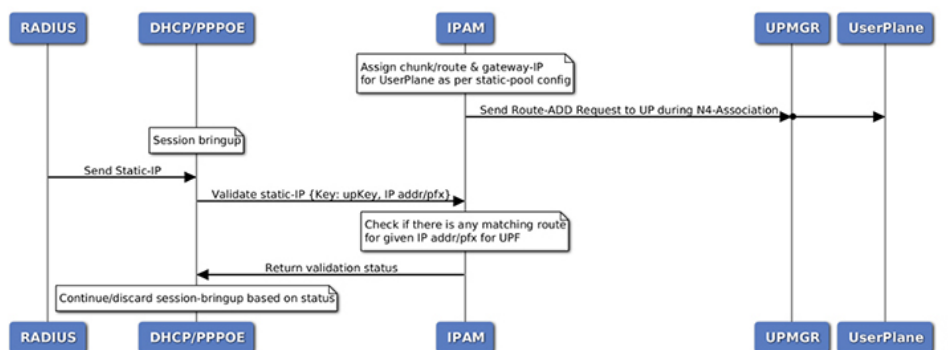 RADIUS
DHCP/PPPOE
IPAM
UPMGR
UserPlane
Assign chunk/route & gateway-IP
for UserPlane as per static-pool config
Send Route-ADD Request to UP during N4-Association
Session bringup
Send Static-IP
Validate static-IP {Key: upKey, IP addr/pfx}
Check if there is any matching route
for given IP addr/pfx for UPF
Return validation status
Continue/discard session-bringup based on status
RADIUS
DHCP/PPPOE
IPAM
UPMGR
UserPlane